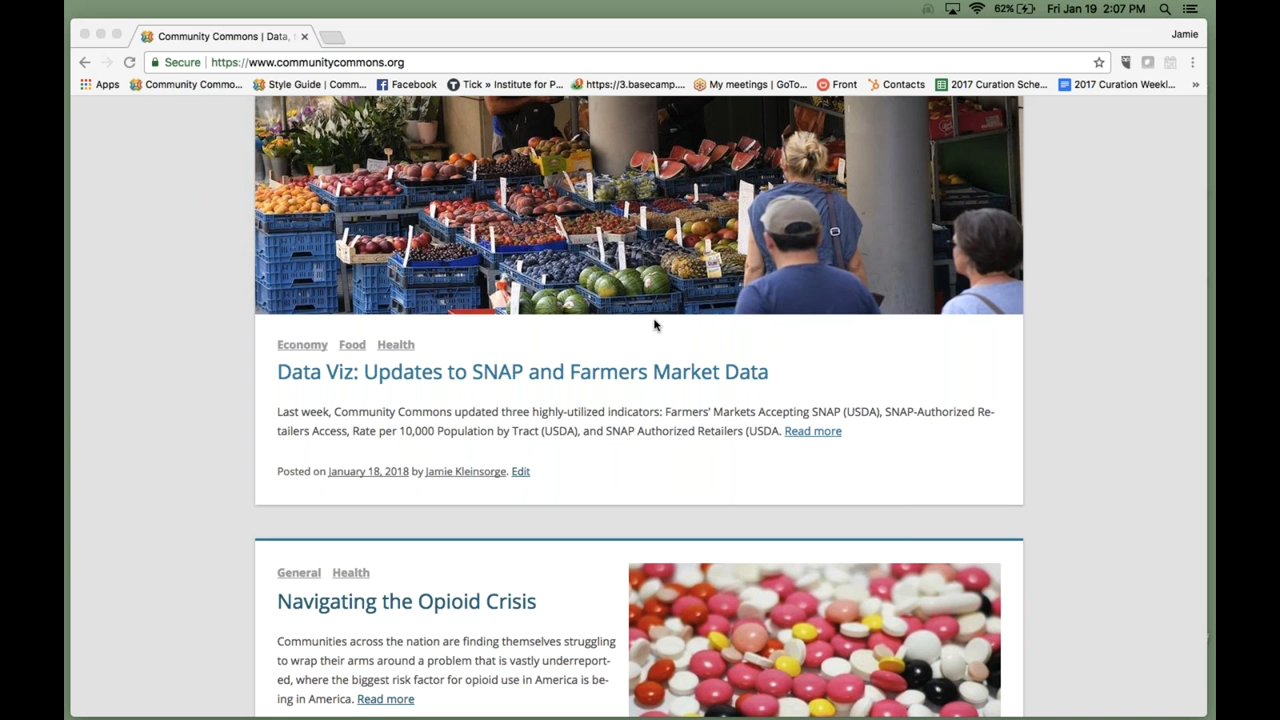 62%
Fri Jan 19 2:07 PM
Community Commons | Data,
Jamie
Secure
https://www.communitycommons.org
Apps
Community Commo...
Style Guide | Comm...
Facebook
Tick » Institute for P...
https://3.basecamp....
My meetings | GoTo...
Front
Contacts
2017 Curation Sche...
2017 Curation Weekl...
»
Economy Food Health
Data Viz: Updates to SNAP and Farmers Market Data
Last week, Community Commons updated three highly-utilized indicators: Farmers’ Markets Accepting SNAP (USDA), SNAP-Authorized Re-
tailers Access, Rate per 10,000 Population by Tract (USDA), and SNAP Authorized Retailers (USDA. Read more
Posted on January 18, 2018 by Jamie Kleinsorge. Edit
General Health
Navigating the Opioid Crisis
Communities across the nation are finding themselves struggling
to wrap their arms around a problem that is vastly underreport-
ed, where the biggest risk factor for opioid use in America is be-
ing in America. Read more